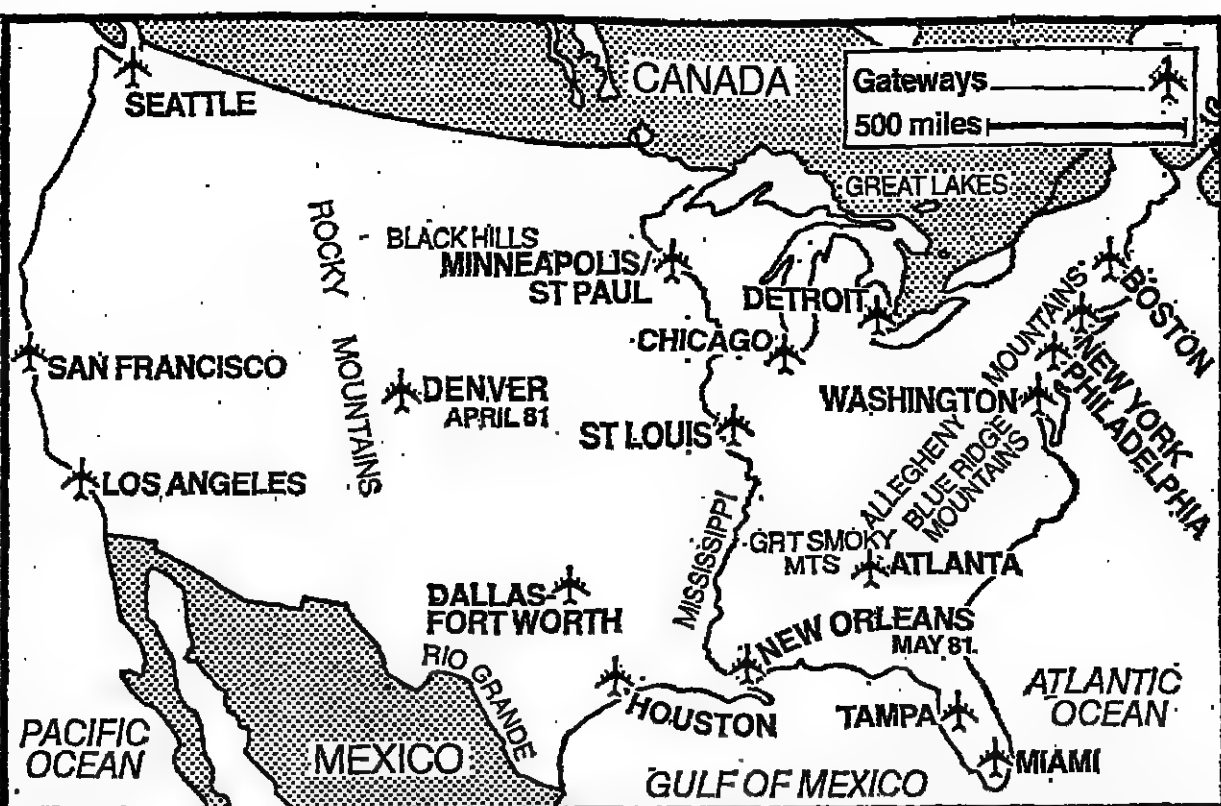 CANADA
Gateways
500 miles
SEATTLE
GREAT LAKES
ROCKY
MOUNTAINS
BLACK HILLS
MINNEAPOLIS/
ST PAUL
DETROIT
BOSTON
CHICAGO
SAN FRANCISCO
DENVER
APRIL 81
NEW YORK
PHILADELPHIA
WASHINGTON
ST LOUIS
LOS ANGELES
ALLEGHENY MOUNTAINS
BLUE RIDGE
MOUNTAINS
MISSISSIPPI
GRT SMOKY
MTS
ATLANTA
DALLAS-
FORT WORTH
NEW ORLEANS
MAY 81
RIO GRANDE
HOUSTON
TAMPA
MIAMI
ATLANTIC
OCEAN
PACIFIC
OCEAN
MEXICO
GULF OF MEXICO